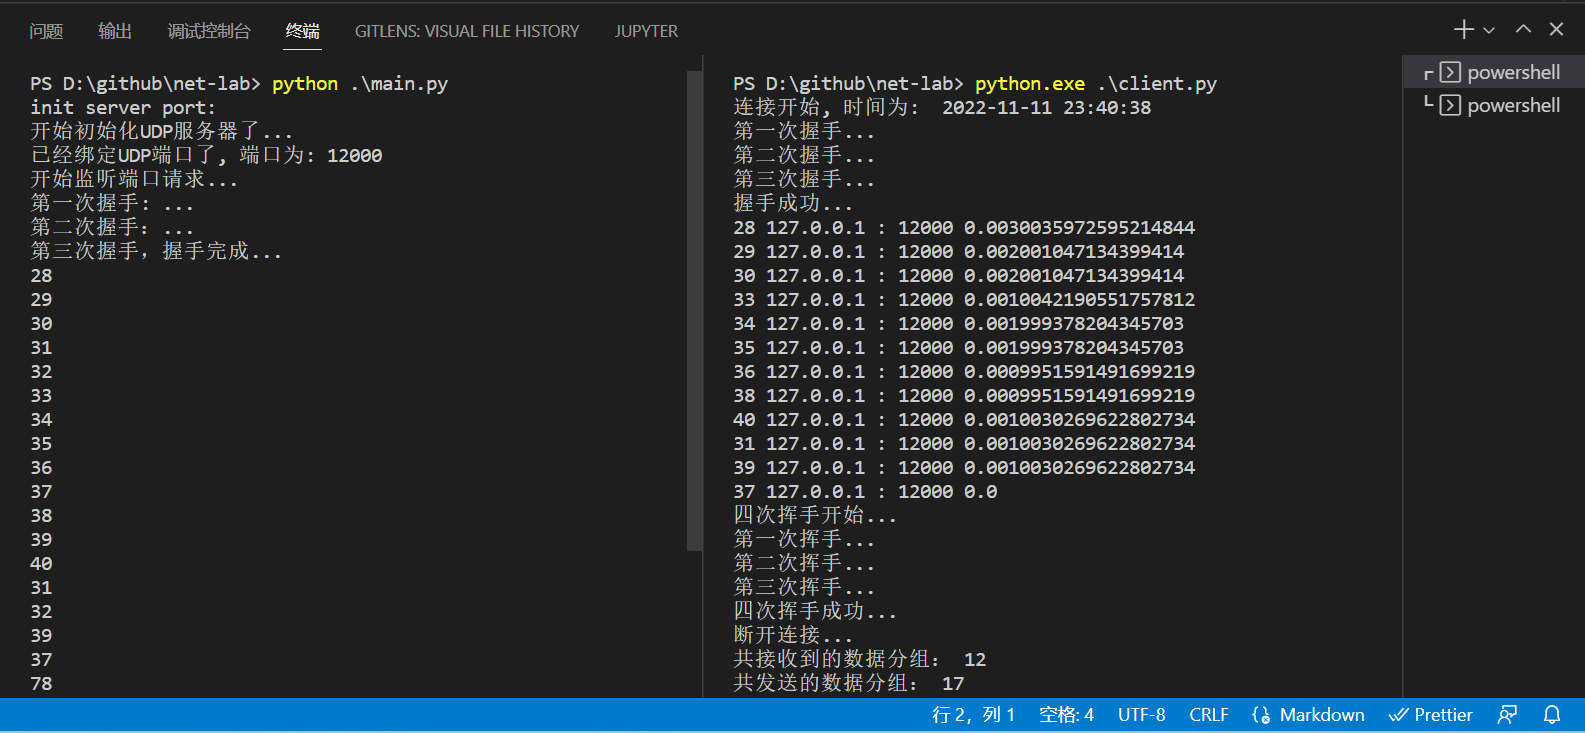 问题 输出 调试控制台 终端 GITLENS: VISUAL FILE HISTORY JUPYTER
PS D:\github\net-lab> python .\main.py
init server port:
开始初始化UDP服务器了...
已经绑定UDP端口了, 端口为: 12000
开始监听端口请求...
第一次握手: ...
第二次握手: ...
第三次握手, 握手完成...
28
29
30
31
32
33
34
35
36
37
38
39
40
31
32
39
37
78
PS D:\github\net-lab> python.exe .\client.py
连接开始, 时间为: 2022-11-11 23:40:38
第一次握手...
第二次握手...
第三次握手...
握手成功...
28 127.0.0.1 : 12000 0.0030035972595214844
29 127.0.0.1 : 12000 0.002001047134399414
30 127.0.0.1 : 12000 0.002001047134399414
33 127.0.0.1 : 12000 0.0010042190551757812
34 127.0.0.1 : 12000 0.001999378204345703
35 127.0.0.1 : 12000 0.001999378204345703
36 127.0.0.1 : 12000 0.0009951591491699219
38 127.0.0.1 : 12000 0.0009951591491699219
40 127.0.0.1 : 12000 0.0010030269622802734
31 127.0.0.1 : 12000 0.0010030269622802734
39 127.0.0.1 : 12000 0.0010030269622802734
37 127.0.0.1 : 12000 0.0
四次挥手开始...
第一次挥手...
第二次挥手...
第三次挥手...
四次挥手成功...
断开连接...
共接收到的数据分组: 12
共发送的数据分组: 17
powershell
powershell
行 2, 列 1 空格: 4 UTF-8 CRLF Markdown Prettier